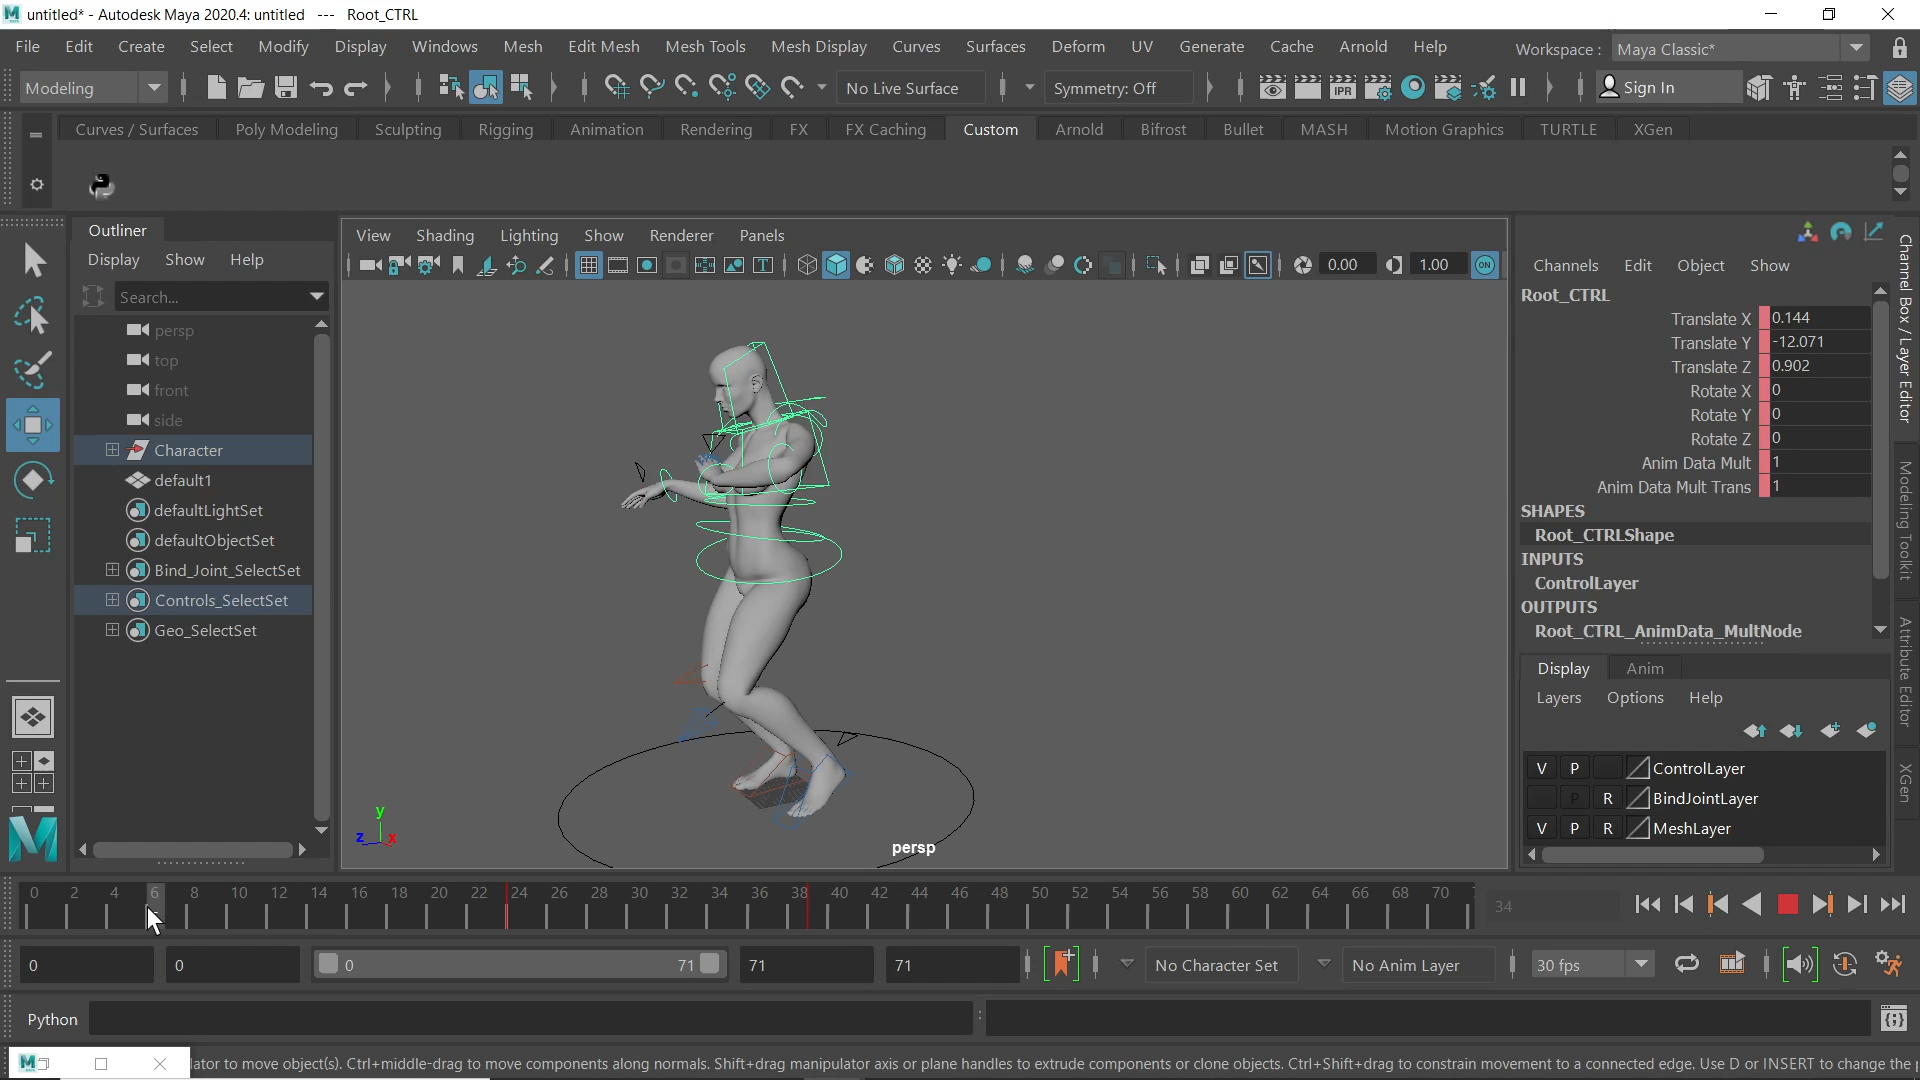 untitled* - Autodesk Maya 2020.4: untitled --- Root_CTRL
File Edit Create Select Modify Display Windows Mesh Edit Mesh Mesh Tools Mesh Display Curves Surfaces Deform UV Generate Cache Arnold Help Workspace : Maya Classic*
Modeling No Live Surface Symmetry: Off IPR Sign In
Curves / Surfaces Poly Modeling Sculpting Rigging Animation Rendering FX FX Caching Custom Arnold Bifrost Bullet MASH Motion Graphics TURTLE XGen
Outliner
Display Show Help
Search...
persp
top
front
side
Character
default1
defaultLightSet
defaultObjectSet
Bind_Joint_SelectSet
Controls_SelectSet
Geo_SelectSet
View Shading Lighting Show Renderer Panels
0.00 1.00 ON
y
z x
persp
Channels Edit Object Show
Root_CTRL
Translate X 0.144
Translate Y -12.071
Translate Z 0.902
Rotate X 0
Rotate Y 0
Rotate Z 0
Anim Data Mult 1
Anim Data Mult Trans 1
SHAPES
Root_CTRLShape
INPUTS
ControlLayer
OUTPUTS
Root_CTRL_AnimData_MultNode
Display Anim
Layers Options Help
V P ControlLayer
P R BindJointLayer
V P R MeshLayer
Channel Box / Layer Editor
Modeling Toolkit
Attribute Editor
XGen
0 2 4 6 8 10 12 14 16 18 20 22 24 26 28 30 32 34 36 38 40 42 44 46 48 50 52 54 56 58 60 62 64 66 68 70 34
0 0 0 71 71 71 No Character Set No Anim Layer 30 fps
Python
lator to move object(s). Ctrl+middle-drag to move components along normals. Shift+drag manipulator axis or plane handles to extrude components or clone objects. Ctrl+Shift+drag to constrain movement to a connected edge. Use D or INSERT to change the